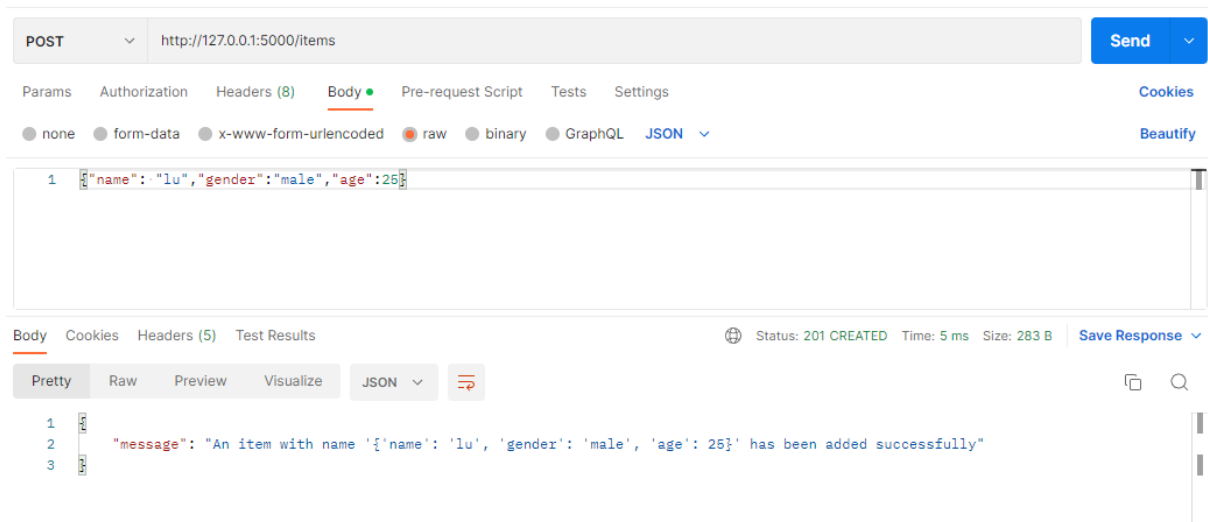 POST http://127.0.0.1:5000/items Send
Params Authorization Headers (8) Body Pre-request Script Tests Settings Cookies
none form-data x-www-form-urlencoded raw binary GraphQL JSON Beautify
1 {"name": "lu","gender":"male","age":25}
Body Cookies Headers (5) Test Results Status: 201 CREATED Time: 5 ms Size: 283 B Save Response
Pretty Raw Preview Visualize JSON
1 {
2 "message": "An item with name '{'name': 'lu', 'gender': 'male', 'age': 25}' has been added successfully"
3 }